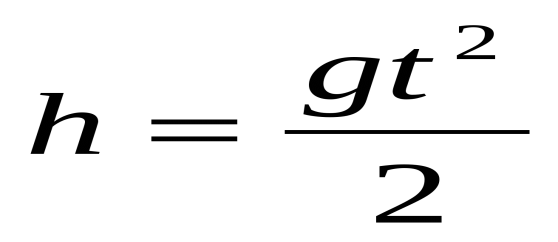 h = gt² / 2